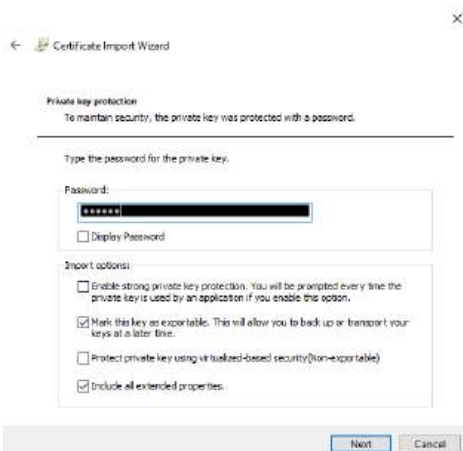 Certificate Import Wizard
Private key protection
To maintain security, the private key was protected with a password.
Type the password for the private key.
Password:
••••••
Display Password
Import options:
Enable strong private key protection. You will be prompted every time the
private key is used by an application if you enable this option.
Mark this key as exportable. This will allow you to back up or transport your
keys at a later time.
Protect private key using virtualized-based security(Non-exportable)
Include all extended properties.
Next Cancel